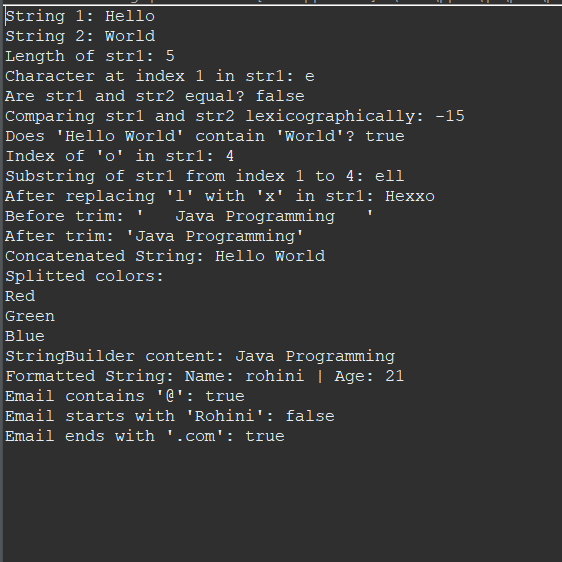 String 1: Hello
String 2: World
Length of str1: 5
Character at index 1 in str1: e
Are str1 and str2 equal? false
Comparing str1 and str2 lexicographically: -15
Does 'Hello World' contain 'World'? true
Index of 'o' in str1: 4
Substring of str1 from index 1 to 4: ell
After replacing 'l' with 'x' in str1: Hexxo
Before trim: '   Java Programming   '
After trim: 'Java Programming'
Concatenated String: Hello World
Splitted colors:
Red
Green
Blue
StringBuilder content: Java Programming
Formatted String: Name: rohini | Age: 21
Email contains '@': true
Email starts with 'Rohini': false
Email ends with '.com': true